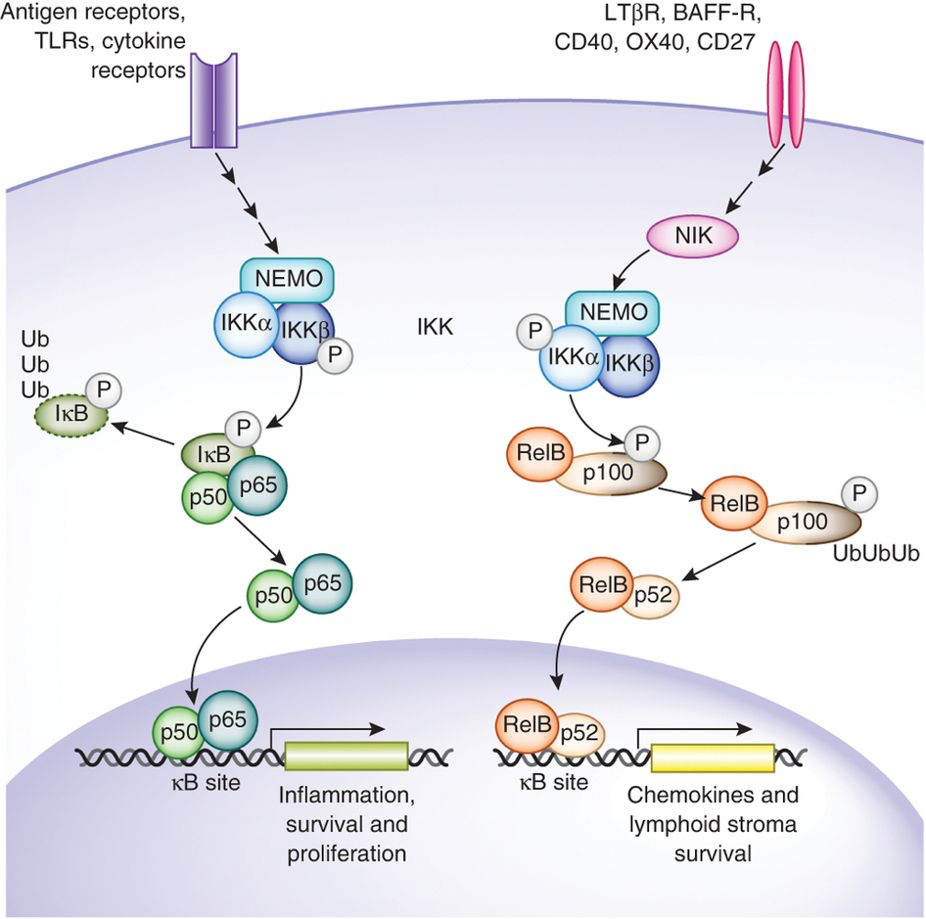 Antigen receptors,
TLRs, cytokine
receptors
LTβR, BAFF-R,
CD40, OX40, CD27
NIK
NEMO
IKKα
IKKβ
P
IKK
NEMO
P
IKKα
IKKβ
Ub
Ub
Ub
P
IκB
P
IκB
p50
p65
RelB
P
p100
RelB
P
p100
UbUbUb
p50
p65
RelB
p52
p50
p65
κB site
Inflammation,
survival and
proliferation
RelB
p52
κB site
Chemokines and
lymphoid stroma
survival